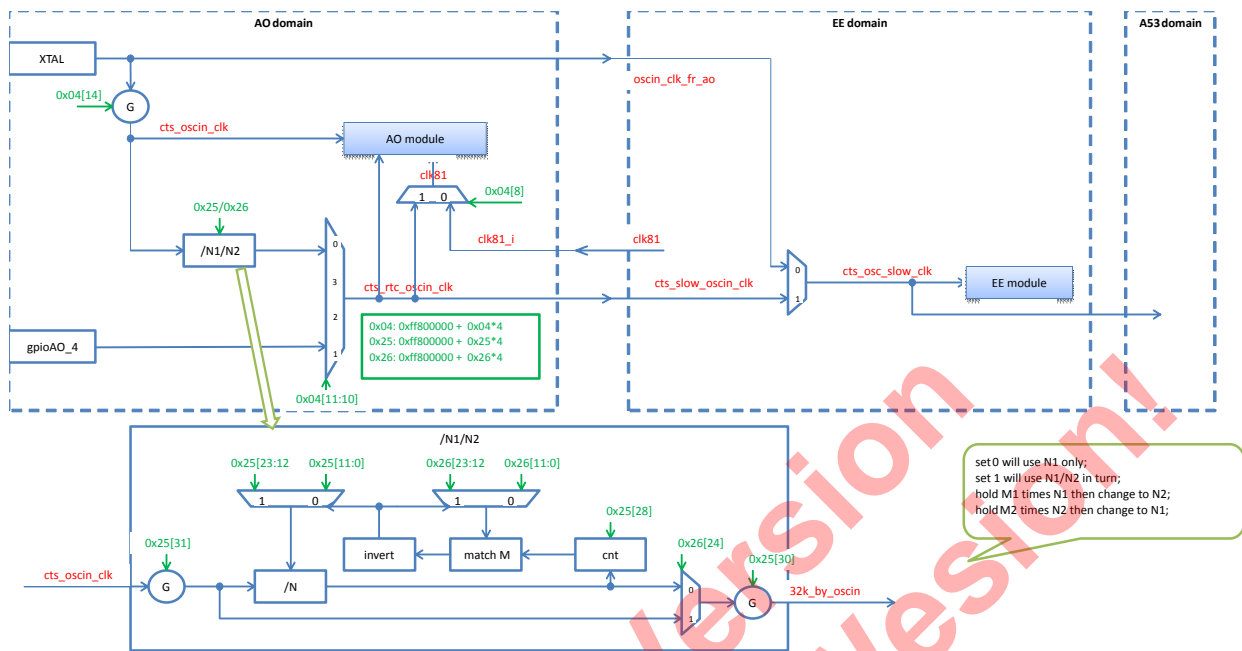 AO domain
EE domain
A53 domain
XTAL
oscin_clk_fr_ao
0x04[14]
G
cts_oscin_clk
AO module
clk81
1 0
0x04[8]
0x25/0x26
/N1/N2
0
3
2
1
clk81_i
clk81
cts_rtc_oscin_clk
cts_slow_oscin_clk
0
1
cts_osc_slow_clk
EE module
gpioAO_4
0x04: 0xff800000 + 0x04*4
0x25: 0xff800000 + 0x25*4
0x26: 0xff800000 + 0x26*4
0x04[11:10]
/N1/N2
0x25[23:12
0x25[11:0]
0x26[23:12
0x26[11:0]
1 0
1 0
set 0 will use N1 only;
set 1 will use N1/N2 in turn;
hold M1 times N1 then change to N2;
hold M2 times N2 then change to N1;
0x25[28]
0x25[31]
invert
match M
cnt
0x26[24]
0x25[30]
cts_oscin_clk
G
/N
0
1
G
32k_by_oscin
Version
Vesion!